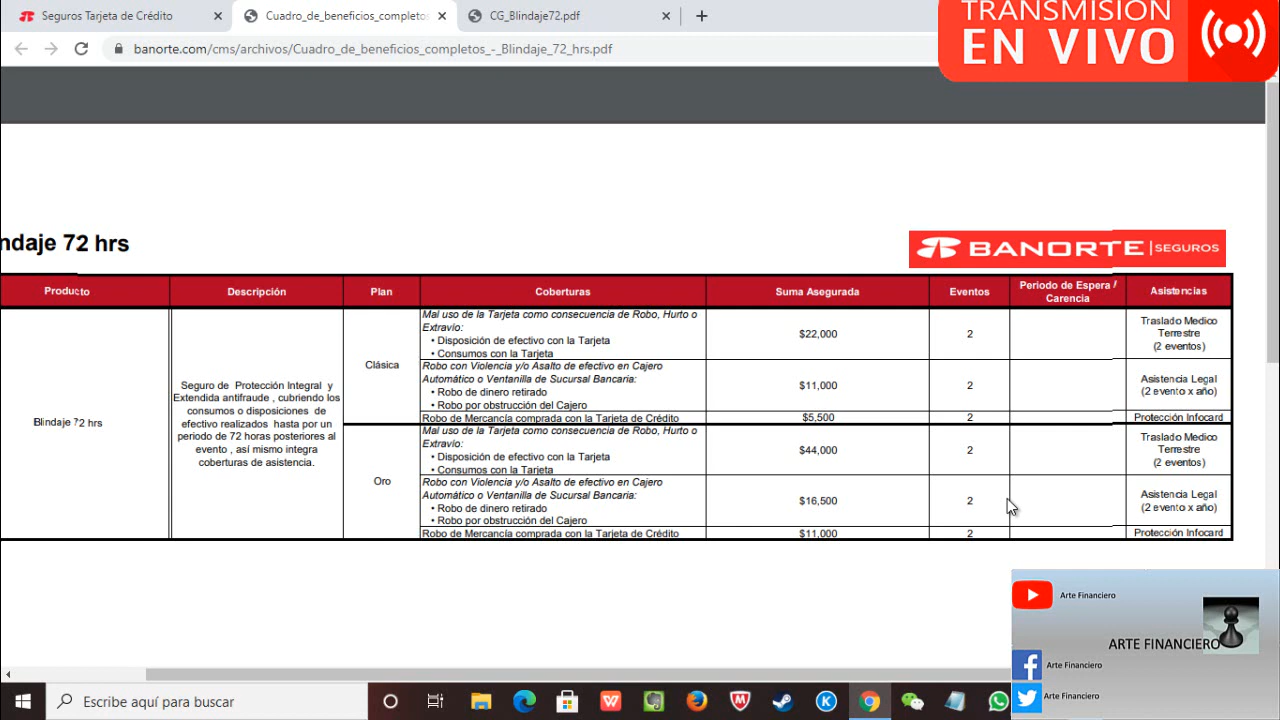 Seguros Tarjeta de Crédito
Cuadro_de_beneficios_completos
CG_Blindaje72.pdf
banorte.com/cms/archivos/Cuadro_de_beneficios_completos_-_Blindaje_72_hrs.pdf
TRANSMISIÓN
EN VIVO
ndaje 72 hrs
BANORTE | SEGUROS
Producto
Descripción
Plan
Coberturas
Suma Asegurada
Eventos
Periodo de Espera /
Carencia
Asistencias
Blindaje 72 hrs
Seguro de Protección Integral y
Extendida antifraude , cubriendo los
consumos o disposiciones de
efectivo realizados hasta por un
periodo de 72 horas posteriores al
evento , así mismo integra
coberturas de asistencia.
Clásica
Mal uso de la Tarjeta como consecuencia de Robo, Hurto o
Extravío:
• Disposición de efectivo con la Tarjeta
• Consumos con la Tarjeta
$22,000
2
Traslado Medico
Terrestre
(2 eventos)
Robo con Violencia y/o Asalto de efectivo en Cajero
Automático o Ventanilla de Sucursal Bancaria:
• Robo de dinero retirado
• Robo por obstrucción del Cajero
$11,000
2
Asistencia Legal
(2 evento x año)
Robo de Mercancía comprada con la Tarjeta de Crédito
$5,500
2
Protección Infocard
Oro
Mal uso de la Tarjeta como consecuencia de Robo, Hurto o
Extravío:
• Disposición de efectivo con la Tarjeta
• Consumos con la Tarjeta
$44,000
2
Traslado Medico
Terrestre
(2 eventos)
Robo con Violencia y/o Asalto de efectivo en Cajero
Automático o Ventanilla de Sucursal Bancaria:
• Robo de dinero retirado
• Robo por obstrucción del Cajero
$16,500
2
Asistencia Legal
(2 evento x año)
Robo de Mercancía comprada con la Tarjeta de Crédito
$11,000
2
Protección Infocard
Arte Financiero
ARTE FINANCIERO
Arte Financiero
Arte Financiero
Escribe aquí para buscar